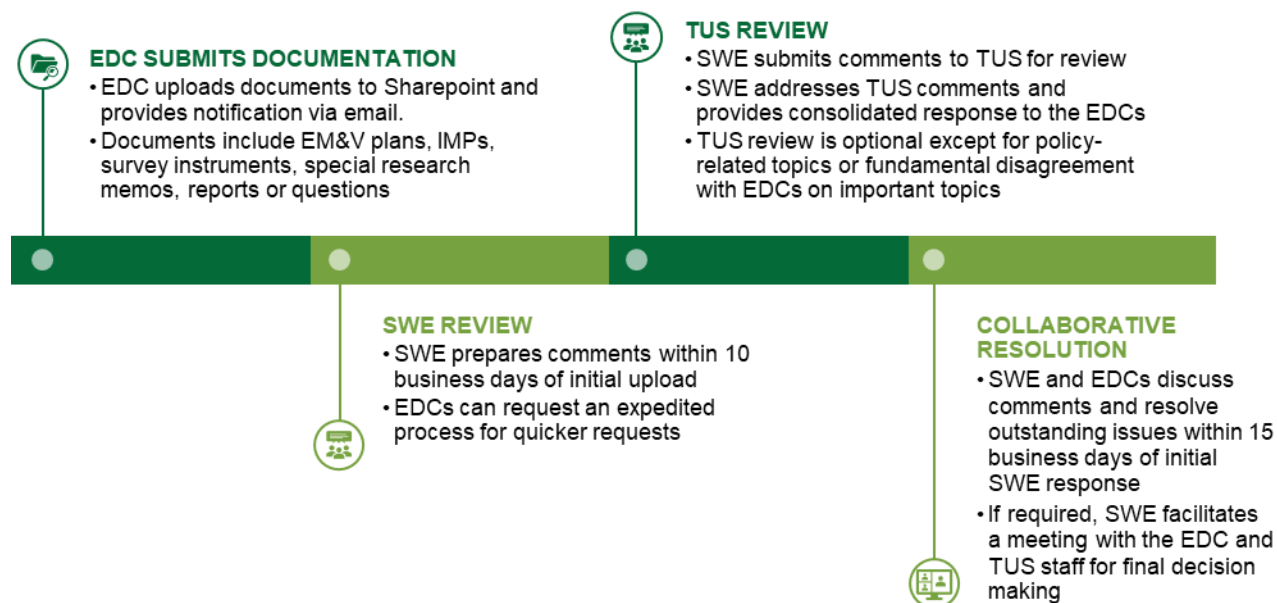 EDC SUBMITS DOCUMENTATION
• EDC uploads documents to Sharepoint and
provides notification via email.
• Documents include EM&V plans, IMPs,
survey instruments, special research
memos, reports or questions
TUS REVIEW
• SWE submits comments to TUS for review
• SWE addresses TUS comments and
provides consolidated response to the EDCs
• TUS review is optional except for policy-
related topics or fundamental disagreement
with EDCs on important topics
SWE REVIEW
• SWE prepares comments within 10
business days of initial upload
• EDCs can request an expedited
process for quicker requests
COLLABORATIVE
RESOLUTION
• SWE and EDCs discuss
comments and resolve
outstanding issues within 15
business days of initial
SWE response
• If required, SWE facilitates
a meeting with the EDC and
TUS staff for final decision
making